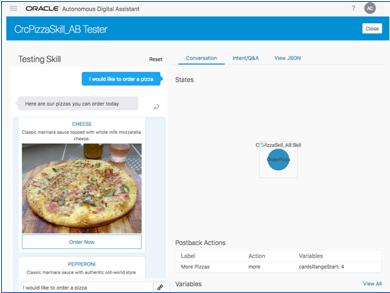 ORACLE Autonomous Digital Assistant
? AC
CrcPizzaSkill_AB Tester
Close
Testing Skill
Reset
I would like to order a pizza
Here are our pizzas you can order today
CHEESE
Classic marinara sauce topped with whole milk mozzarella
cheese.
Order Now
PEPPERONI
Classic marinara sauce with authentic old-world style
I would like to order a pizza
Conversation
Intent/Q&A
View JSON
States
CrcPizzaSkill_AB Skill
OrderPizza
Postback Actions
Label Action Variables
More Pizzas more cardsRangeStart: 4
Variables
View All